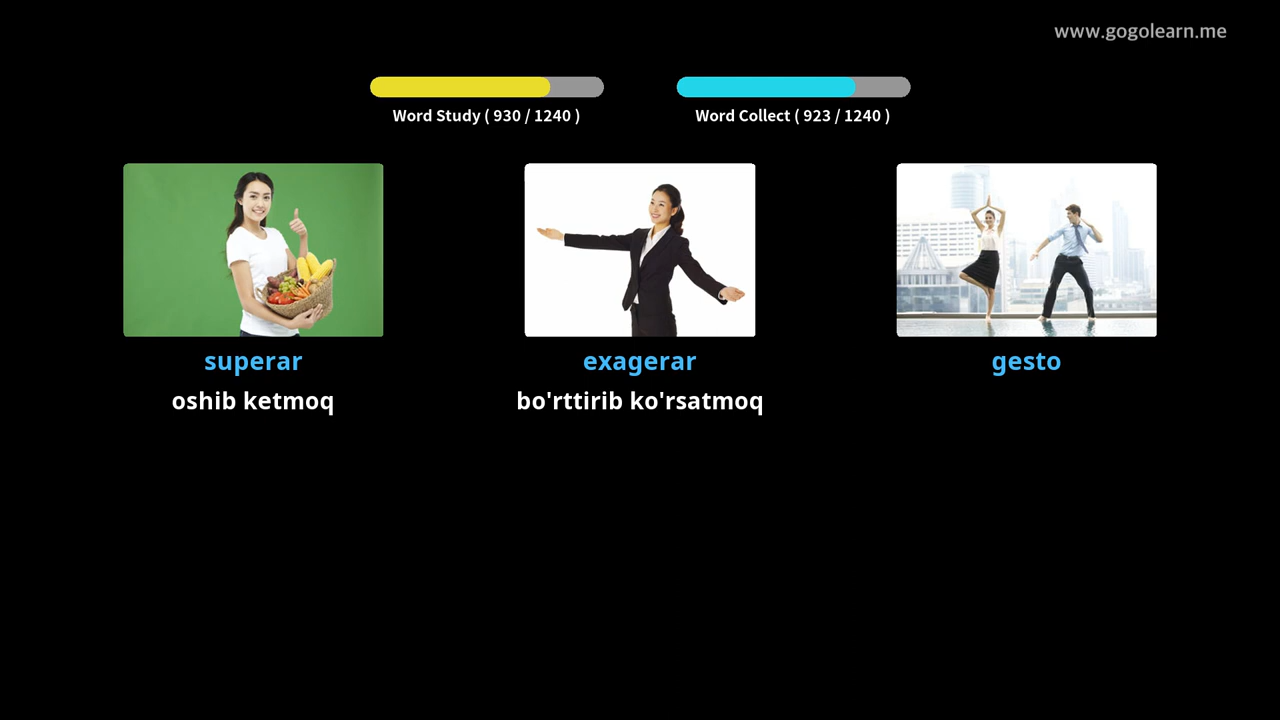 www.gogolearn.me
Word Study ( 930 / 1240 )
Word Collect ( 923 / 1240 )
superar
exagerar
gesto
oshib ketmoq
bo'rttirib ko'rsatmoq